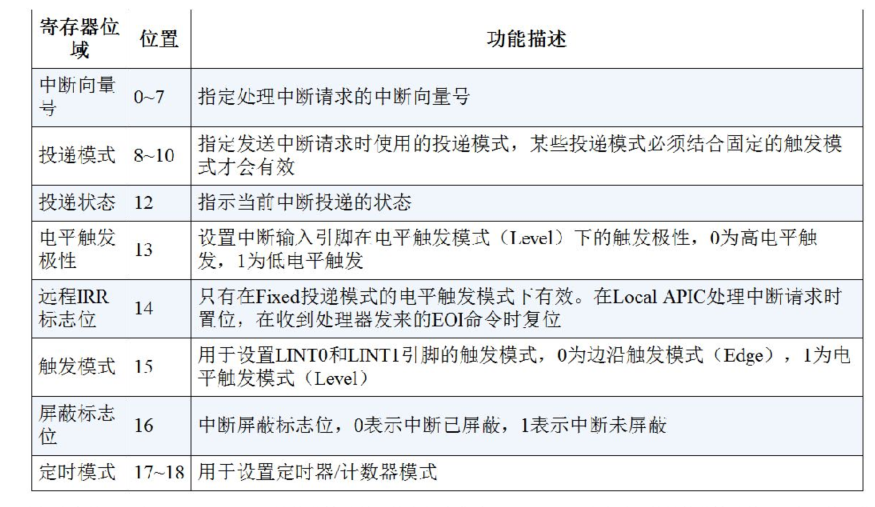 寄存器位域 位置 功能描述
中断向量号 0~7 指定处理中断请求的中断向量号
投递模式 8~10 指定发送中断请求时使用的投递模式，某些投递模式必须结合固定的触发模
式才会有效
投递状态 12 指示当前中断投递的状态
电平触发极性 13 设置中断输入引脚在电平触发模式（Level）下的触发极性，0为高电平触
发，1为低电平触发
远程IRR标志位 14 只有在Fixed投递模式的电平触发模式下有效。在Local APIC处理中断请求时
置位，在收到处理器发来的EOI命令时复位
触发模式 15 用于设置LINT0和LINT1引脚的触发模式，0为边沿触发模式（Edge），1为电
平触发模式（Level）
屏蔽标志位 16 中断屏蔽标志位，0表示中断已屏蔽，1表示中断未屏蔽
定时模式 17~18 用于设置定时器/计数器模式